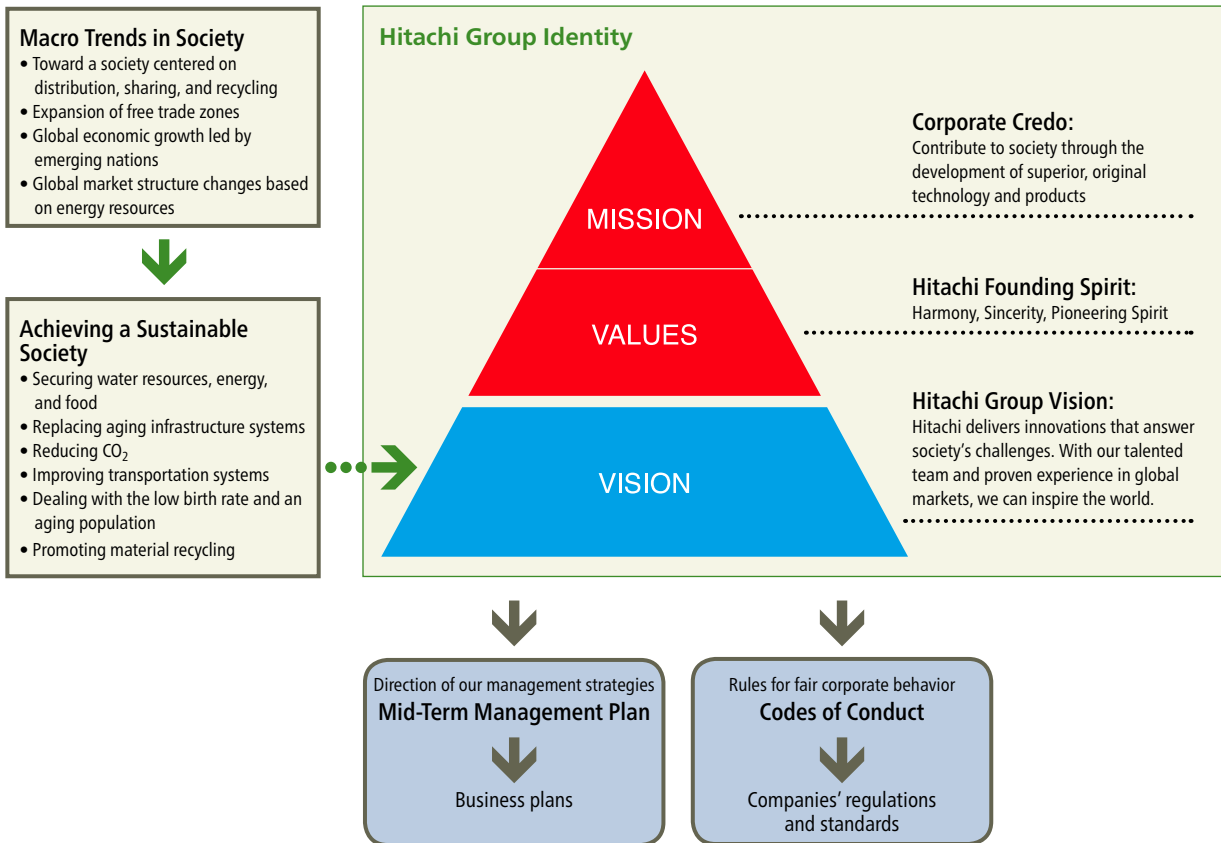 Macro Trends in Society
• Toward a society centered on
distribution, sharing, and recycling
• Expansion of free trade zones
• Global economic growth led by
emerging nations
• Global market structure changes based
on energy resources
Achieving a Sustainable
Society
• Securing water resources, energy,
and food
• Replacing aging infrastructure systems
• Reducing CO₂
• Improving transportation systems
• Dealing with the low birth rate and an
aging population
• Promoting material recycling
Hitachi Group Identity
MISSION
VALUES
VISION
Corporate Credo:
Contribute to society through the
development of superior, original
technology and products
Hitachi Founding Spirit:
Harmony, Sincerity, Pioneering Spirit
Hitachi Group Vision:
Hitachi delivers innovations that answer
society’s challenges. With our talented
team and proven experience in global
markets, we can inspire the world.
Direction of our management strategies
Mid-Term Management Plan
Business plans
Rules for fair corporate behavior
Codes of Conduct
Companies’ regulations
and standards